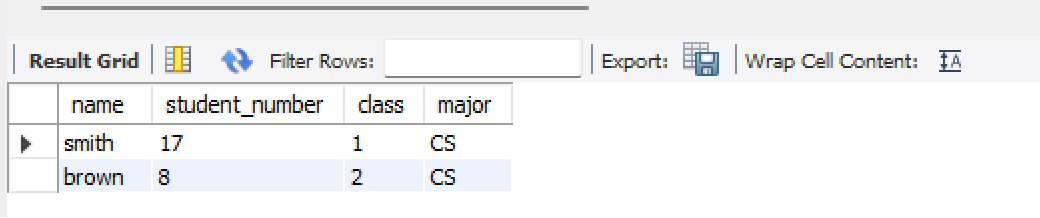 Result Grid Filter Rows: Export: Wrap Cell Content: IA
name student_number class major
smith 17 1 CS
brown 8 2 CS